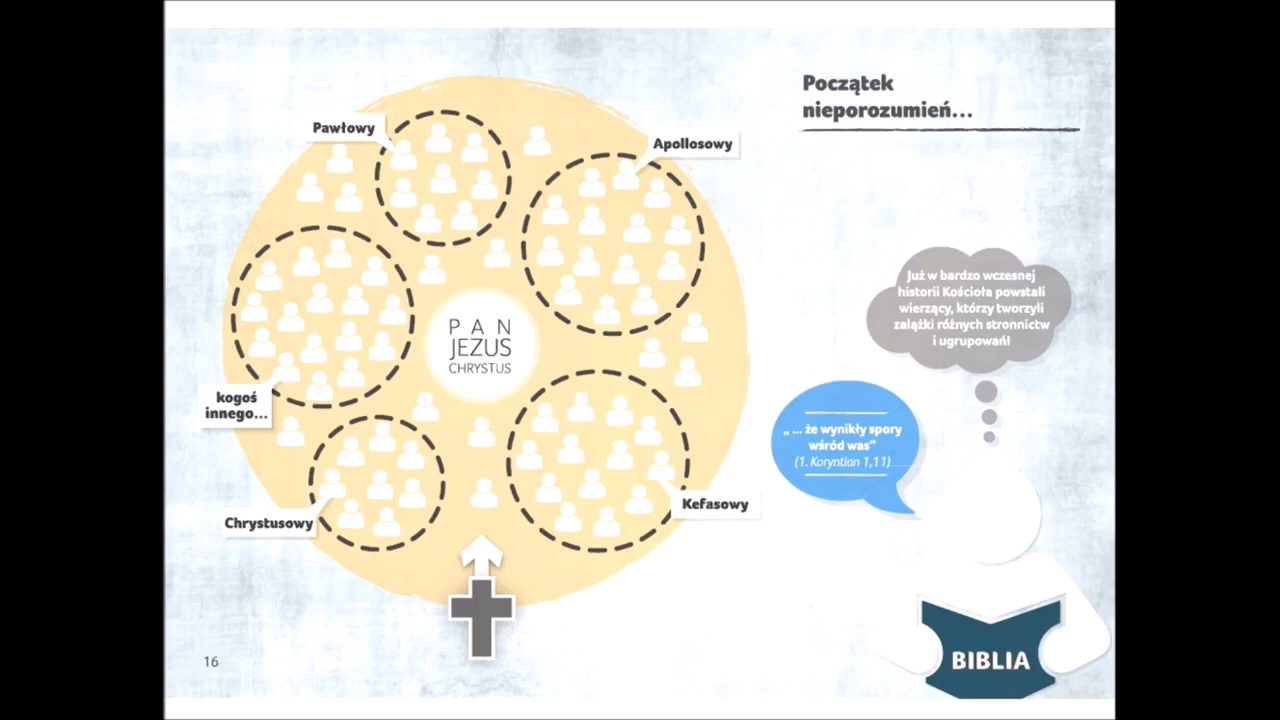 Początek
nieporozumień...
Pawłowy
Apollosowy
PAN
JEZUS
CHRYSTUS
kogoś
innego...
Chrystusowy
Kefasowy
Już w bardzo wczesnej
historii Kościoła powstali
wierzący, którzy tworzyli
zalążki różnych stronnictw
i ugrupowań!
„ ... że wynikły spory
wśród was”
(1. Koryntian 1,11)
BIBLIA
16